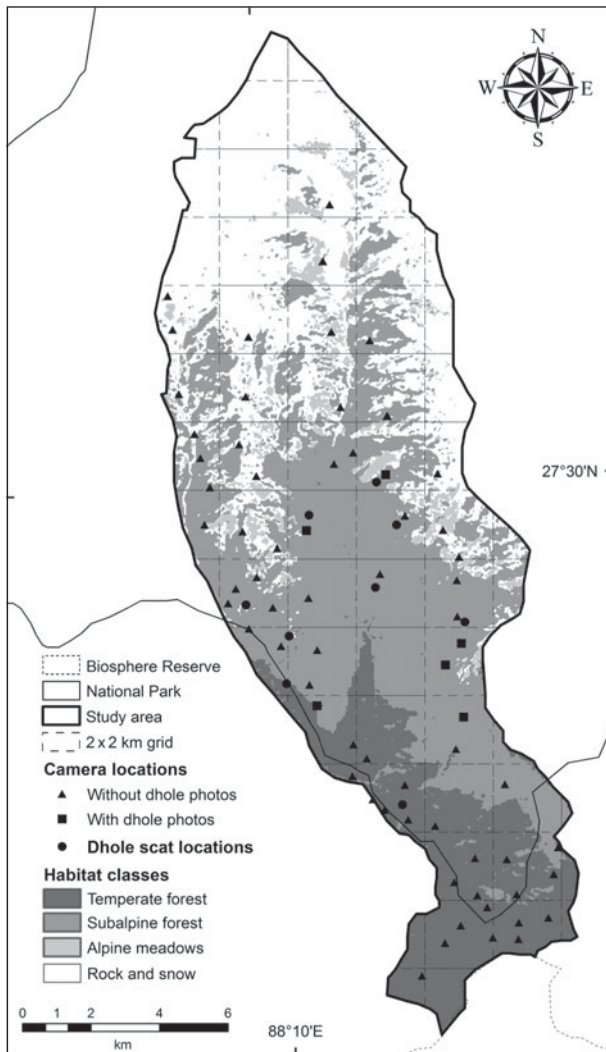 N
W E
S
27°30'N
Biosphere Reserve
National Park
Study area
2 x 2 km grid
Camera locations
Without dhole photos
With dhole photos
Dhole scat locations
Habitat classes
Temperate forest
Subalpine forest
Alpine meadows
Rock and snow
0 2 4 6
km
88°10'E